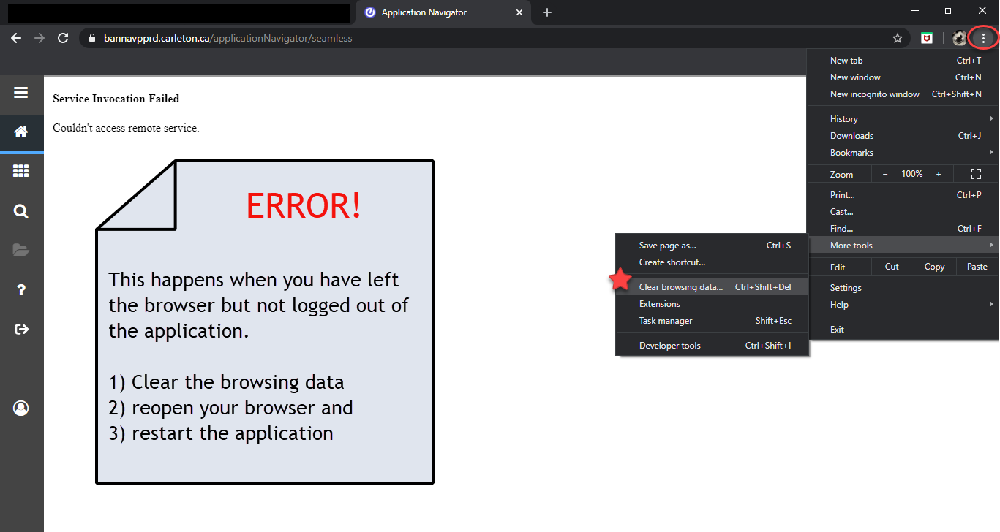 Application Navigator
bannavpprd.carleton.ca/applicationNavigator/seamless
Service Invocation Failed
Couldn't access remote service.
ERROR!
This happens when you have left
the browser but not logged out of
the application.
1) Clear the browsing data
2) reopen your browser and
3) restart the application
New tab Ctrl+T
New window Ctrl+N
New incognito window Ctrl+Shift+N
History
Downloads Ctrl+J
Bookmarks
Zoom - 100% +
Print... Ctrl+P
Cast...
Find... Ctrl+F
More tools
Edit Cut Copy Paste
Settings
Help
Exit
Save page as... Ctrl+S
Create shortcut...
Clear browsing data... Ctrl+Shift+Del
Extensions
Task manager Shift+Esc
Developer tools Ctrl+Shift+I